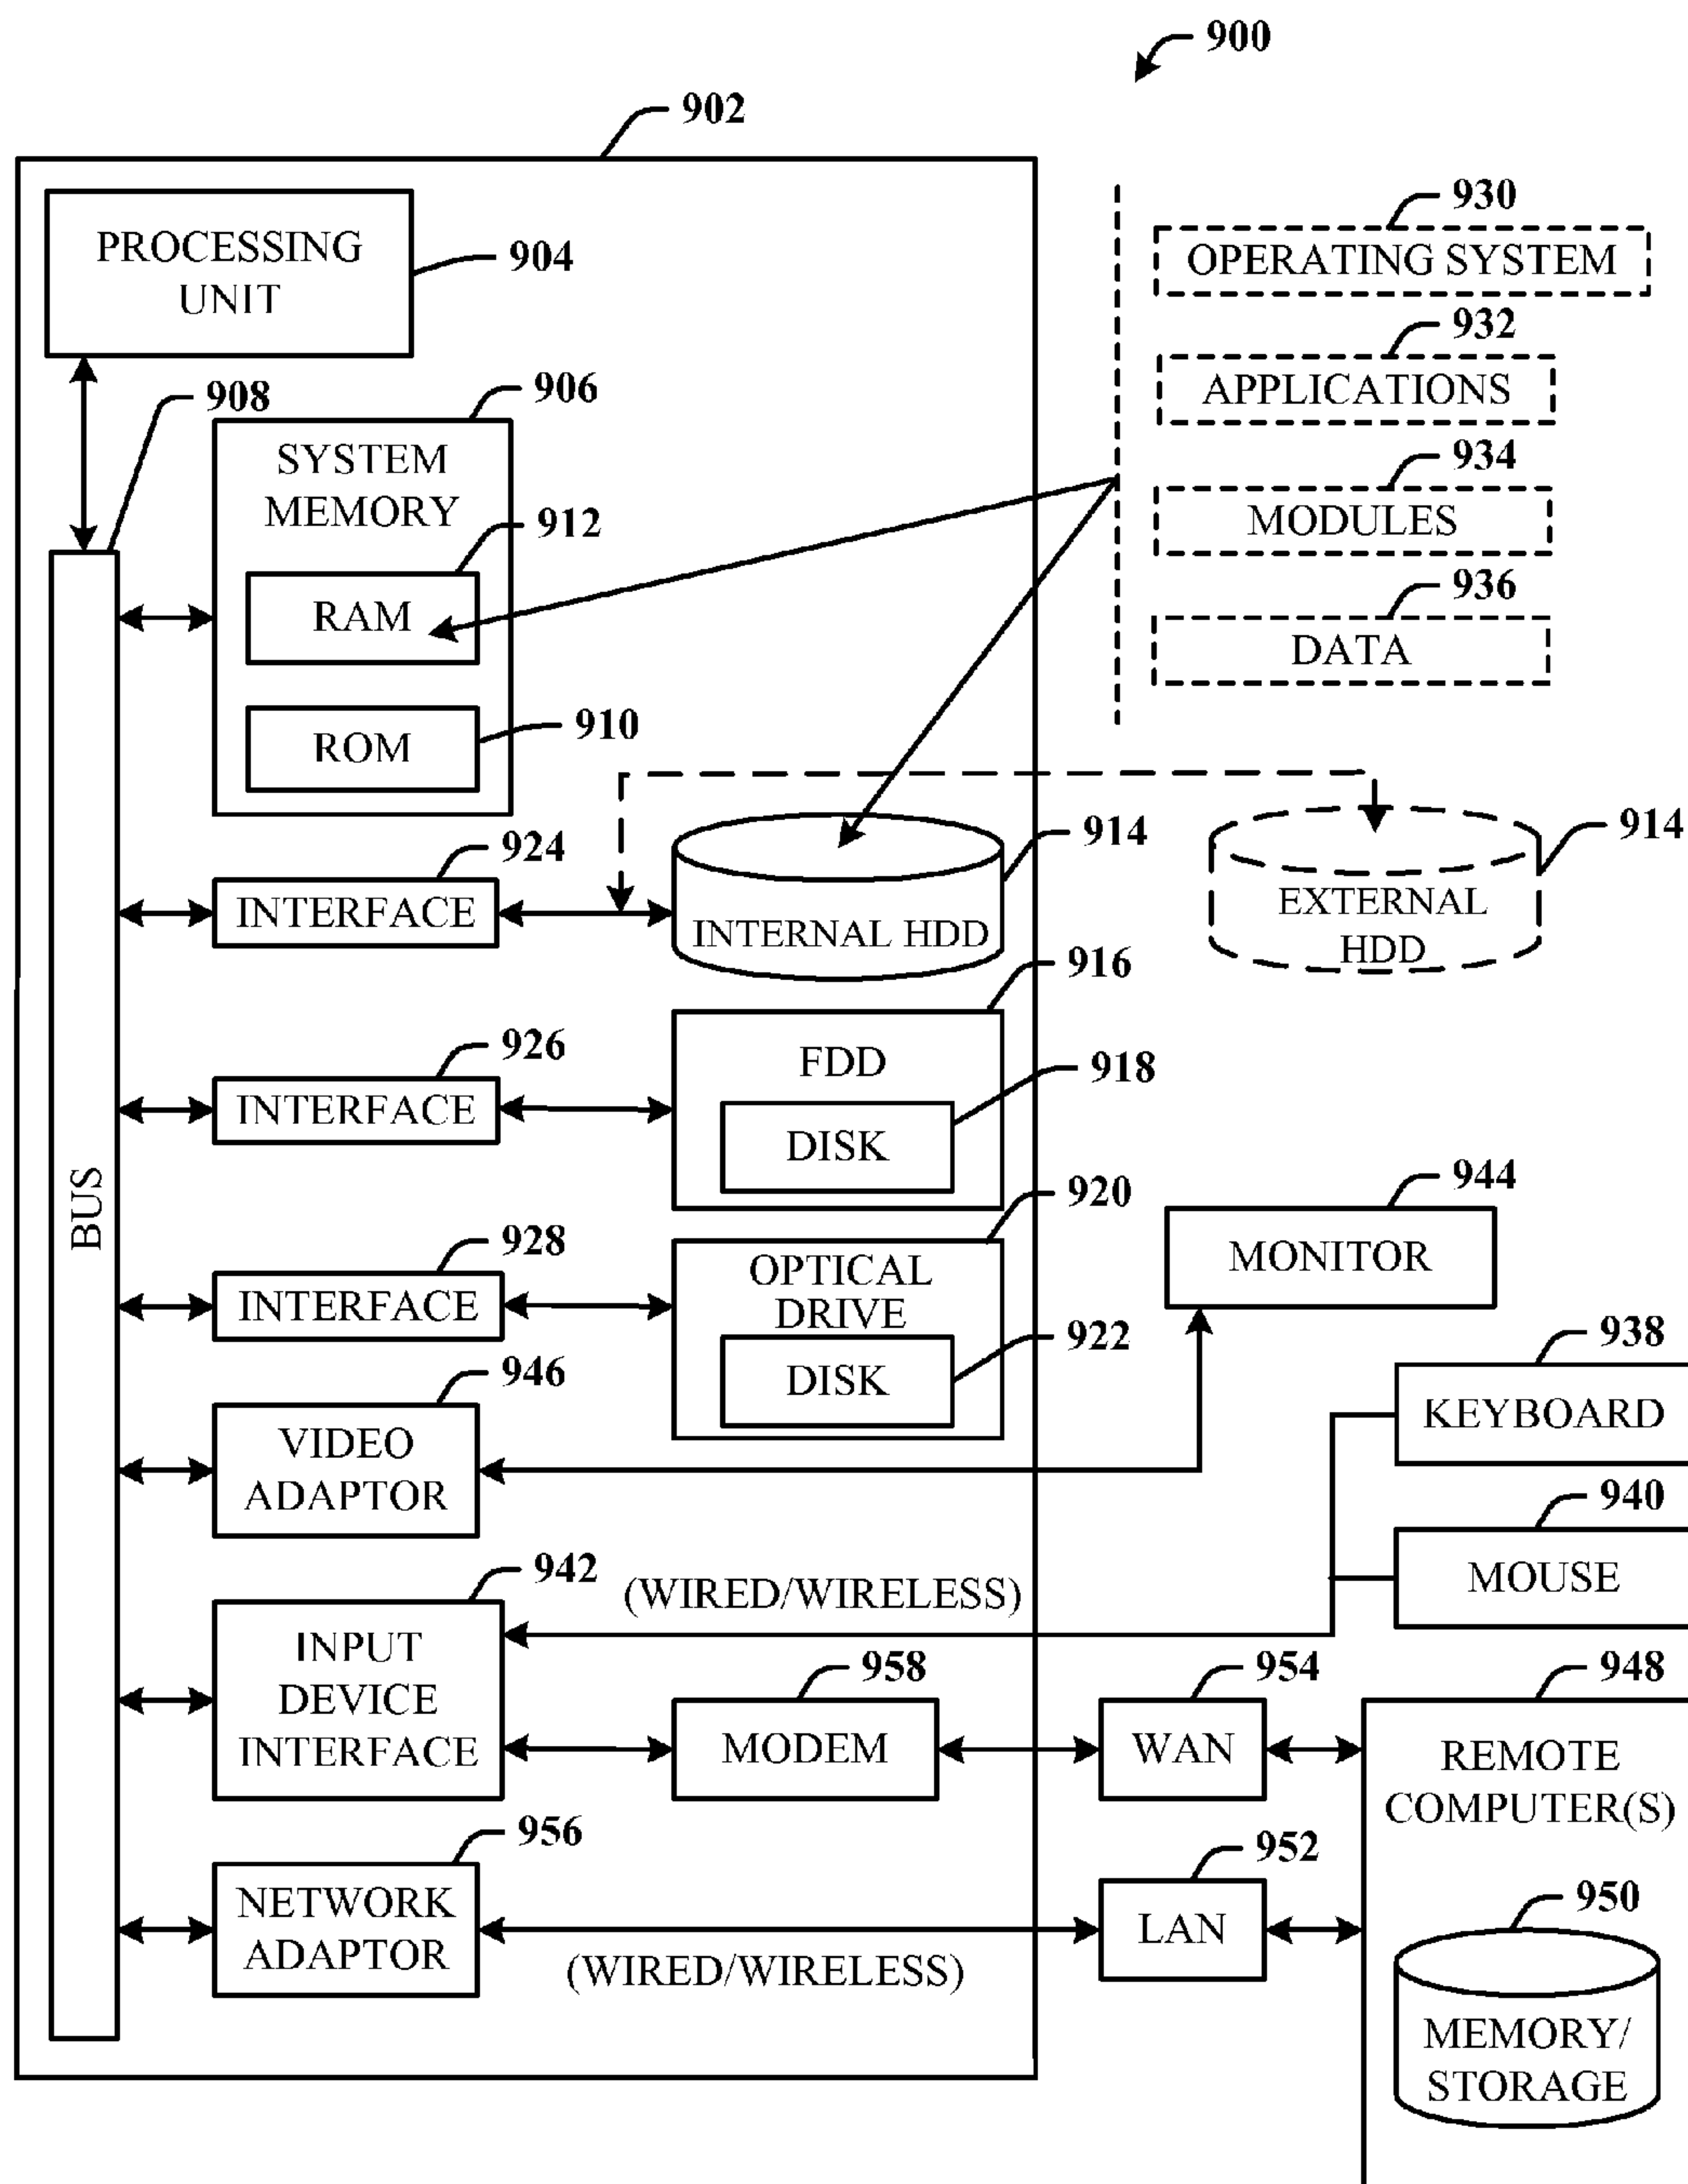 900
902
PROCESSING
UNIT
904
930
OPERATING SYSTEM
932
APPLICATIONS
934
MODULES
936
DATA
908
906
SYSTEM
MEMORY
912
RAM
910
ROM
BUS
924
INTERFACE
914
INTERNAL HDD
914
EXTERNAL
HDD
926
INTERFACE
916
FDD
918
DISK
928
INTERFACE
920
OPTICAL
DRIVE
922
DISK
944
MONITOR
946
VIDEO
ADAPTOR
938
KEYBOARD
940
MOUSE
942
INPUT
DEVICE
INTERFACE
(WIRED/WIRELESS)
958
MODEM
954
WAN
948
REMOTE
COMPUTER(S)
956
NETWORK
ADAPTOR
(WIRED/WIRELESS)
952
LAN
950
MEMORY/
STORAGE